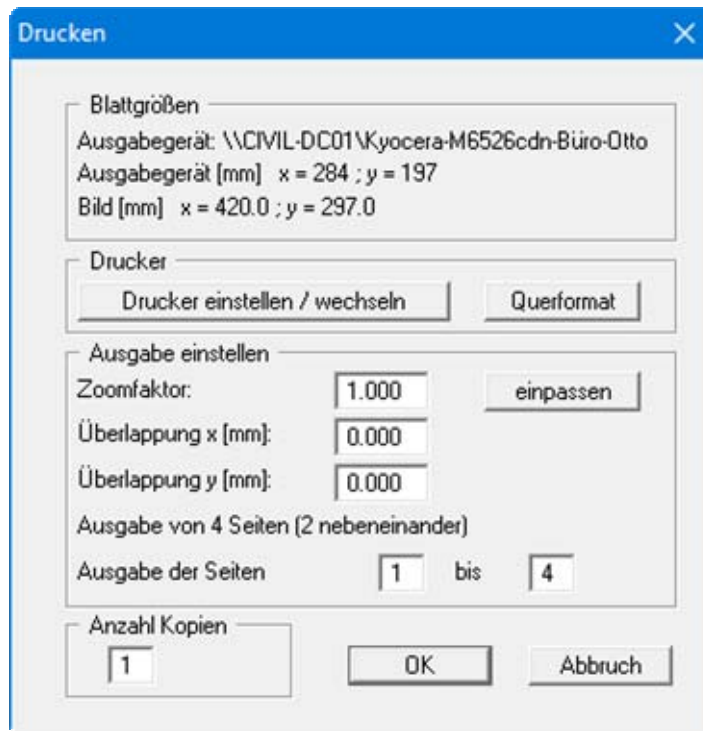 Drucken
Blattgrößen
Ausgabegerät: \\CIVIL-DC01\Kyocera-M6526cdn-Büro-Otto
Ausgabegerät [mm] x = 284 ; y = 197
Bild [mm] x = 420.0 ; y = 297.0
Drucker
Drucker einstellen / wechseln Querformat
Ausgabe einstellen
Zoomfaktor: 1.000 einpassen
Überlappung x [mm]: 0.000
Überlappung y [mm]: 0.000
Ausgabe von 4 Seiten (2 nebeneinander)
Ausgabe der Seiten 1 bis 4
Anzahl Kopien
1 OK Abbruch